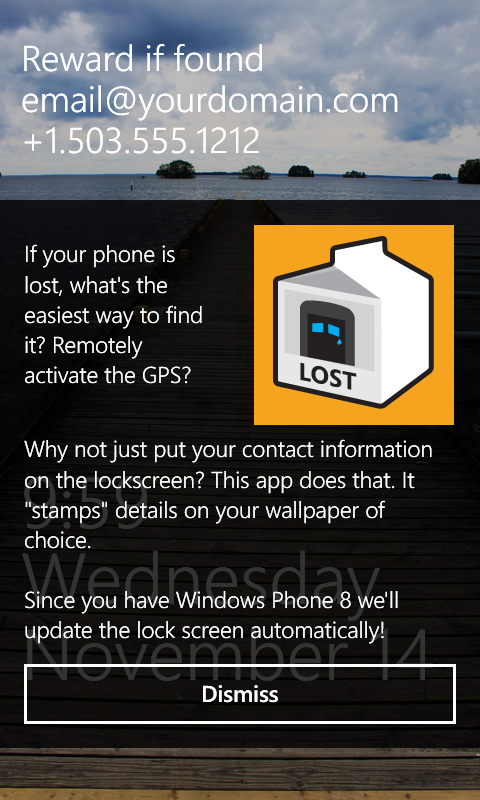 Reward if found
email@yourdomain.com
+1.503.555.1212
If your phone is
lost, what's the
easiest way to find
it? Remotely
activate the GPS?
LOST
Why not just put your contact information
on the lockscreen? This app does that. It
"stamps" details on your wallpaper of
choice.
9:59
Wednesday
Since you have Windows Phone 8 we'll
update the lock screen automatically!
November 14
Dismiss